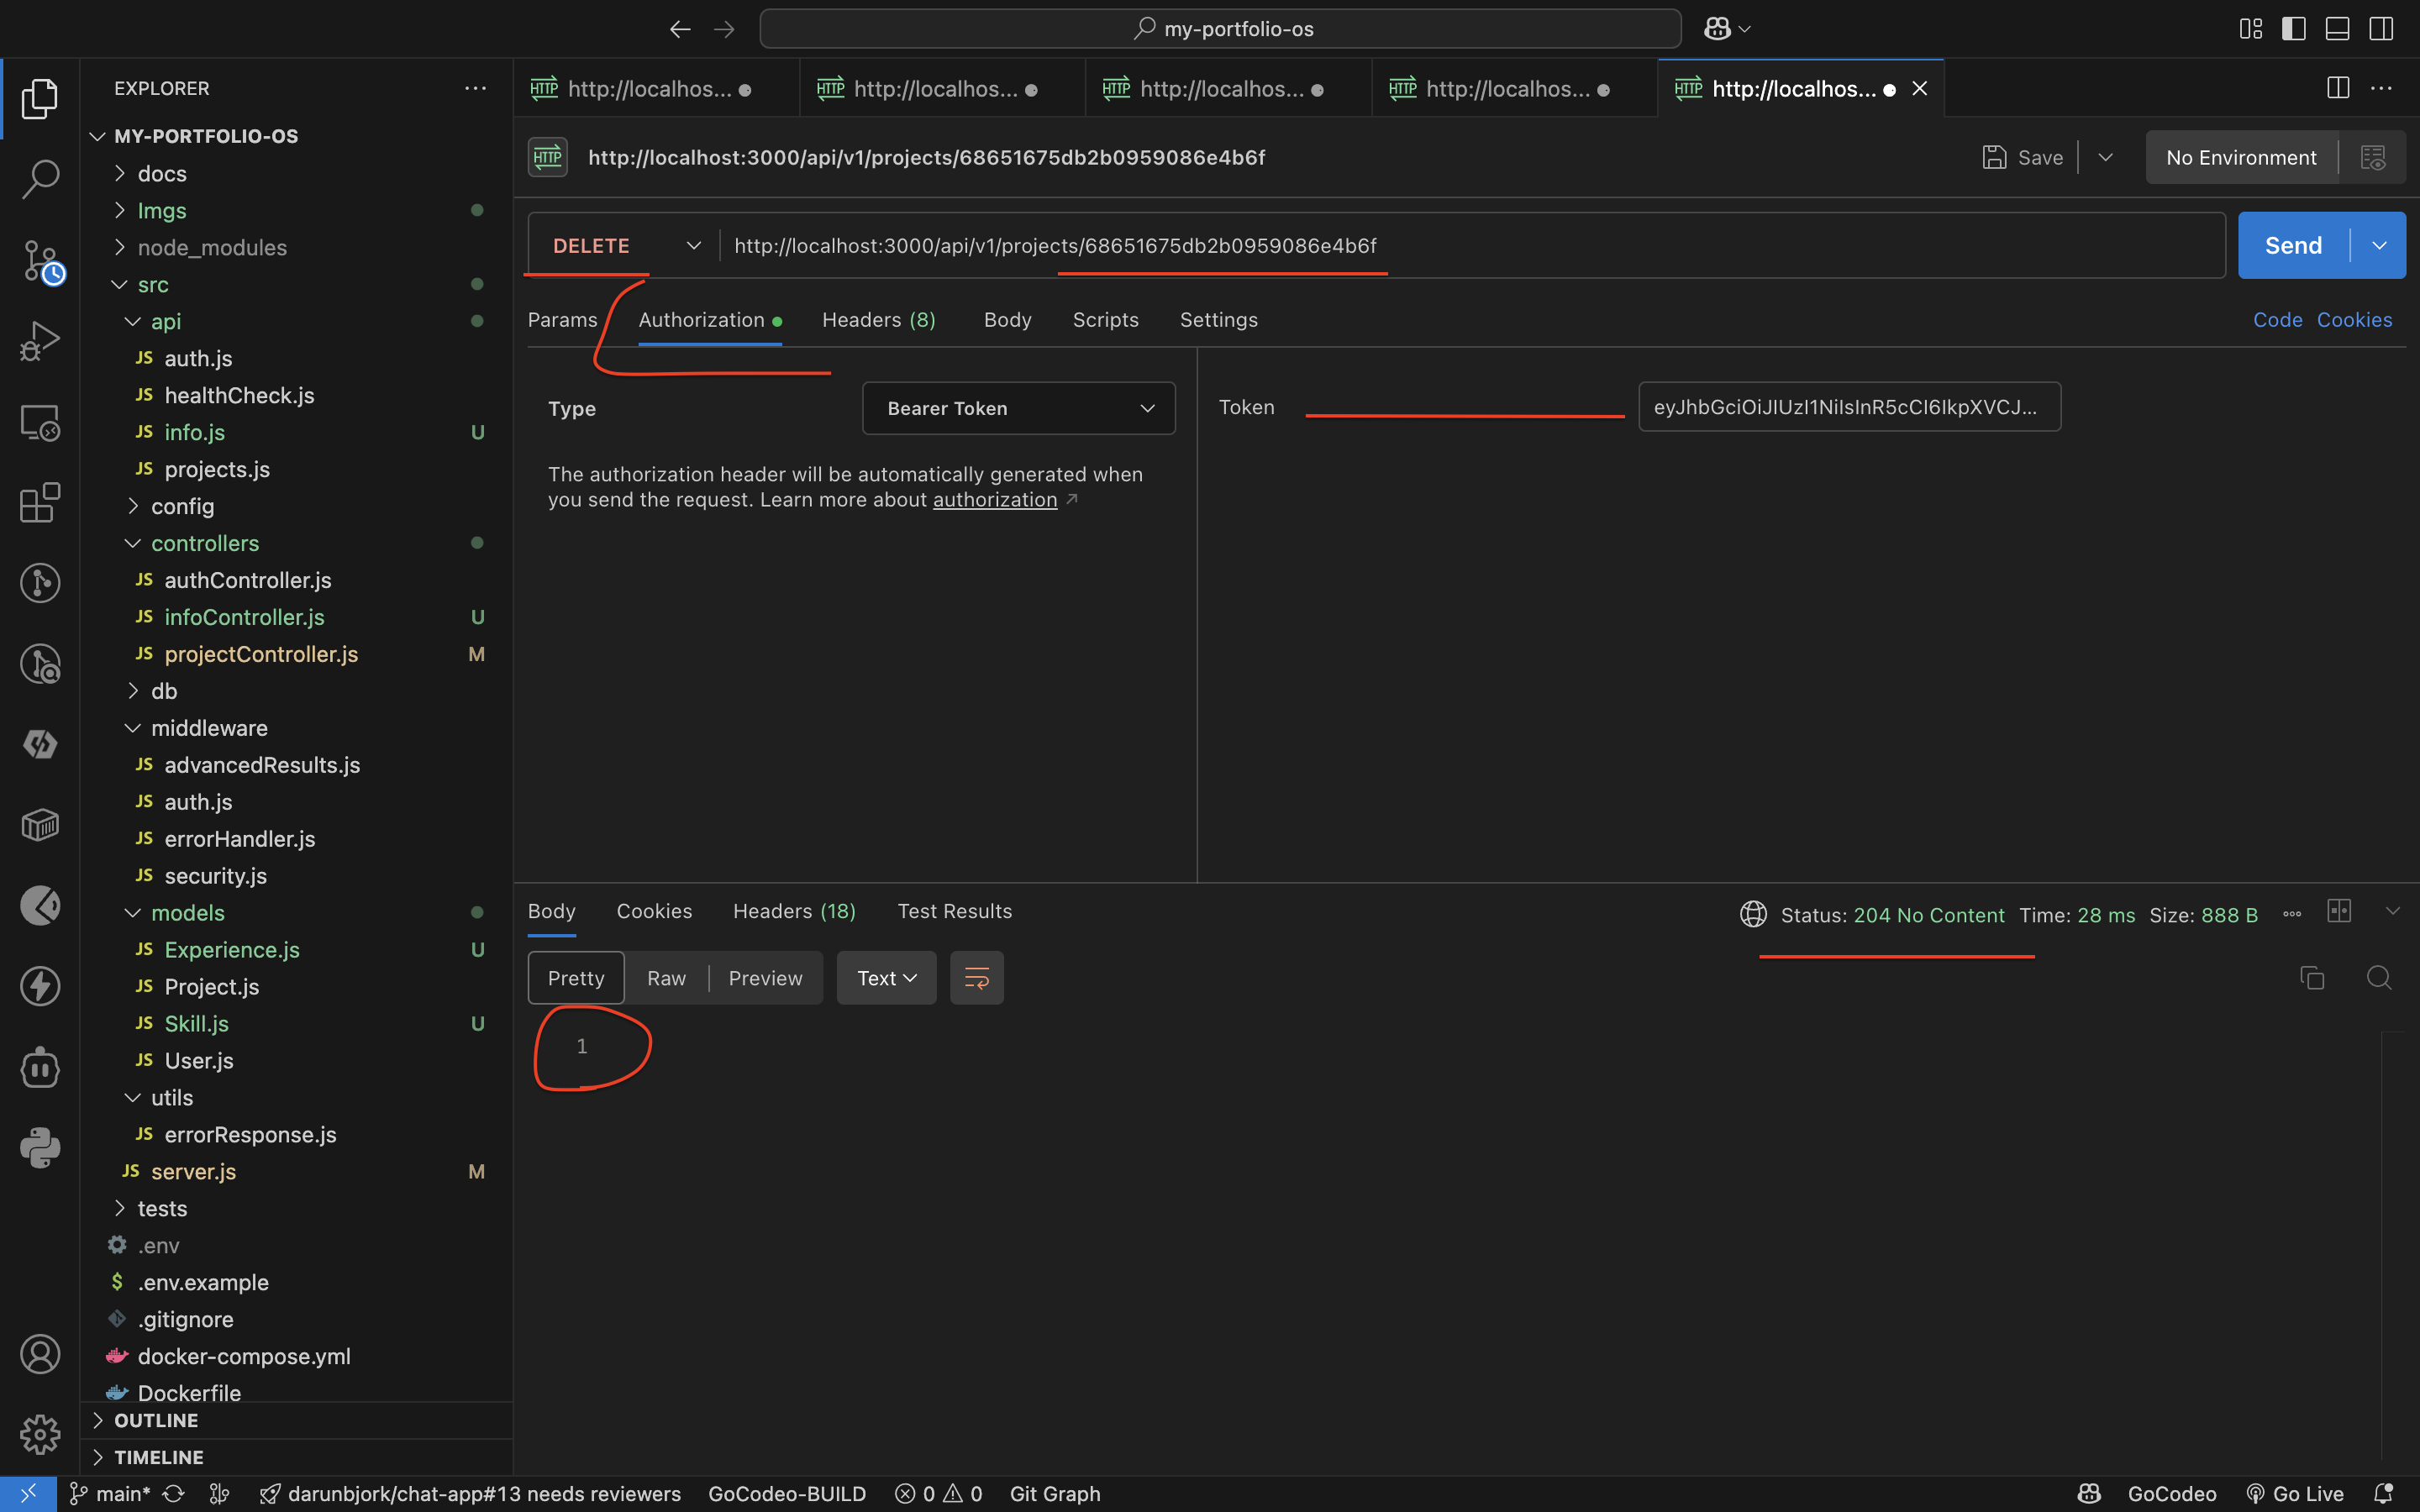 my-portfolio-os
EXPLORER
MY-PORTFOLIO-OS
docs
Imgs
node_modules
src
api
JS auth.js
JS healthCheck.js
JS info.js U
JS projects.js
config
controllers
JS authController.js
JS infoController.js U
JS projectController.js M
db
middleware
JS advancedResults.js
JS auth.js
JS errorHandler.js
JS security.js
models
JS Experience.js U
JS Project.js
JS Skill.js U
JS User.js
utils
JS errorResponse.js
JS server.js M
tests
.env
$ .env.example
.gitignore
docker-compose.yml
Dockerfile
OUTLINE
TIMELINE
HTTP http://localhos... HTTP http://localhos... HTTP http://localhos... HTTP http://localhos... HTTP http://localhos...
HTTP http://localhost:3000/api/v1/projects/68651675db2b0959086e4b6f Save No Environment
DELETE http://localhost:3000/api/v1/projects/68651675db2b0959086e4b6f Send
Params Authorization Headers (8) Body Scripts Settings Code Cookies
Type Bearer Token
The authorization header will be automatically generated when
you send the request. Learn more about authorization
Token eyJhbGciOiJIUzI1NiIsInR5cCI6IkpXVCJ...
Body Cookies Headers (18) Test Results Status: 204 No Content Time: 28 ms Size: 888 B
Pretty Raw Preview Text
1
main* darunbjork/chat-app#13 needs reviewers GoCodeo-BUILD 0 0 Git Graph GoCodeo Go Live